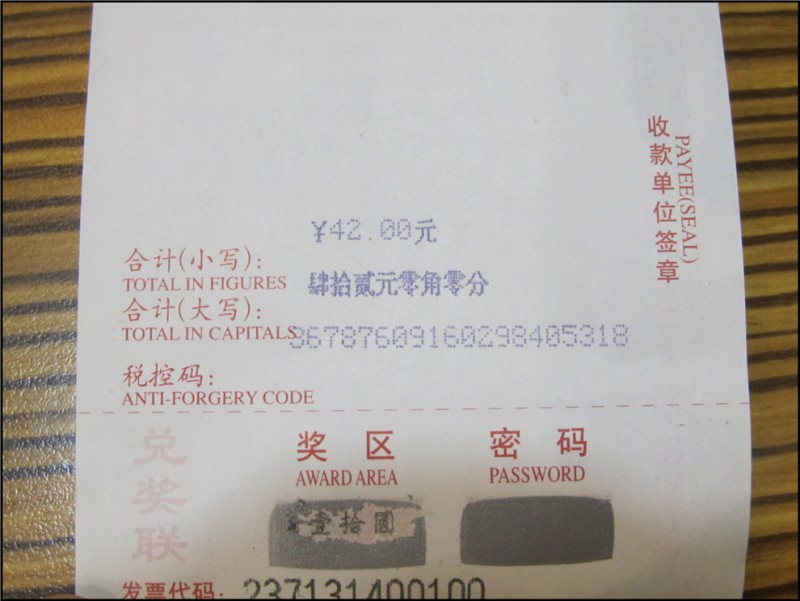 ¥42.00元
合计(小写):
TOTAL IN FIGURES
肆拾贰元零角零分
合计(大写):
TOTAL IN CAPITALS
86787609160298405318
税控码:
ANTI-FORGERY CODE
收款单位签章
PAYEE(SEAL)
兑奖联
奖区
AWARD AREA
壹拾圆
密码
PASSWORD
发票代码: 237131400100